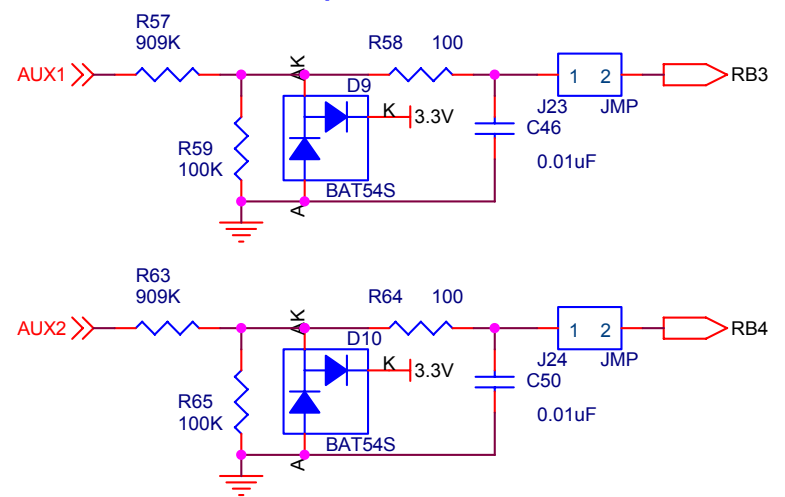 R57
909K
R58 100
AK
AUX1
1 2
RB3
D9
K
3.3V
J23 JMP
C46
R59
100K
0.01uF
BAT54S
A
R63
909K
R64 100
AK
AUX2
1 2
RB4
D10
K
3.3V
J24 JMP
C50
R65
100K
0.01uF
BAT54S
A